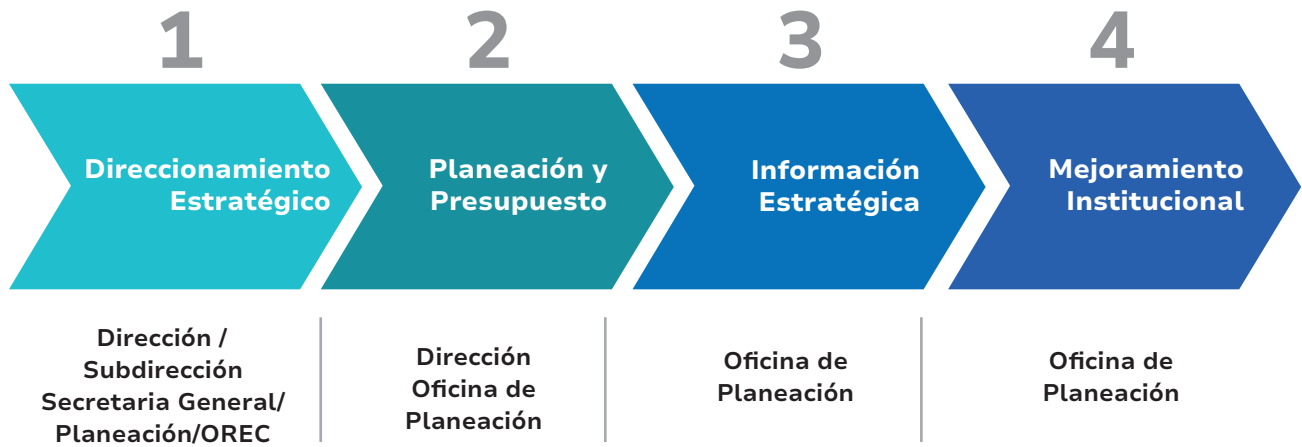 1
2
3
4
Direccionamiento
Estratégico
Planeación y
Presupuesto
Información
Estratégica
Mejoramiento
Institucional
Dirección /
Subdirección
Secretaria General/
Planeación/OREC
Dirección
Oficina de
Planeación
Oficina de
Planeación
Oficina de
Planeación